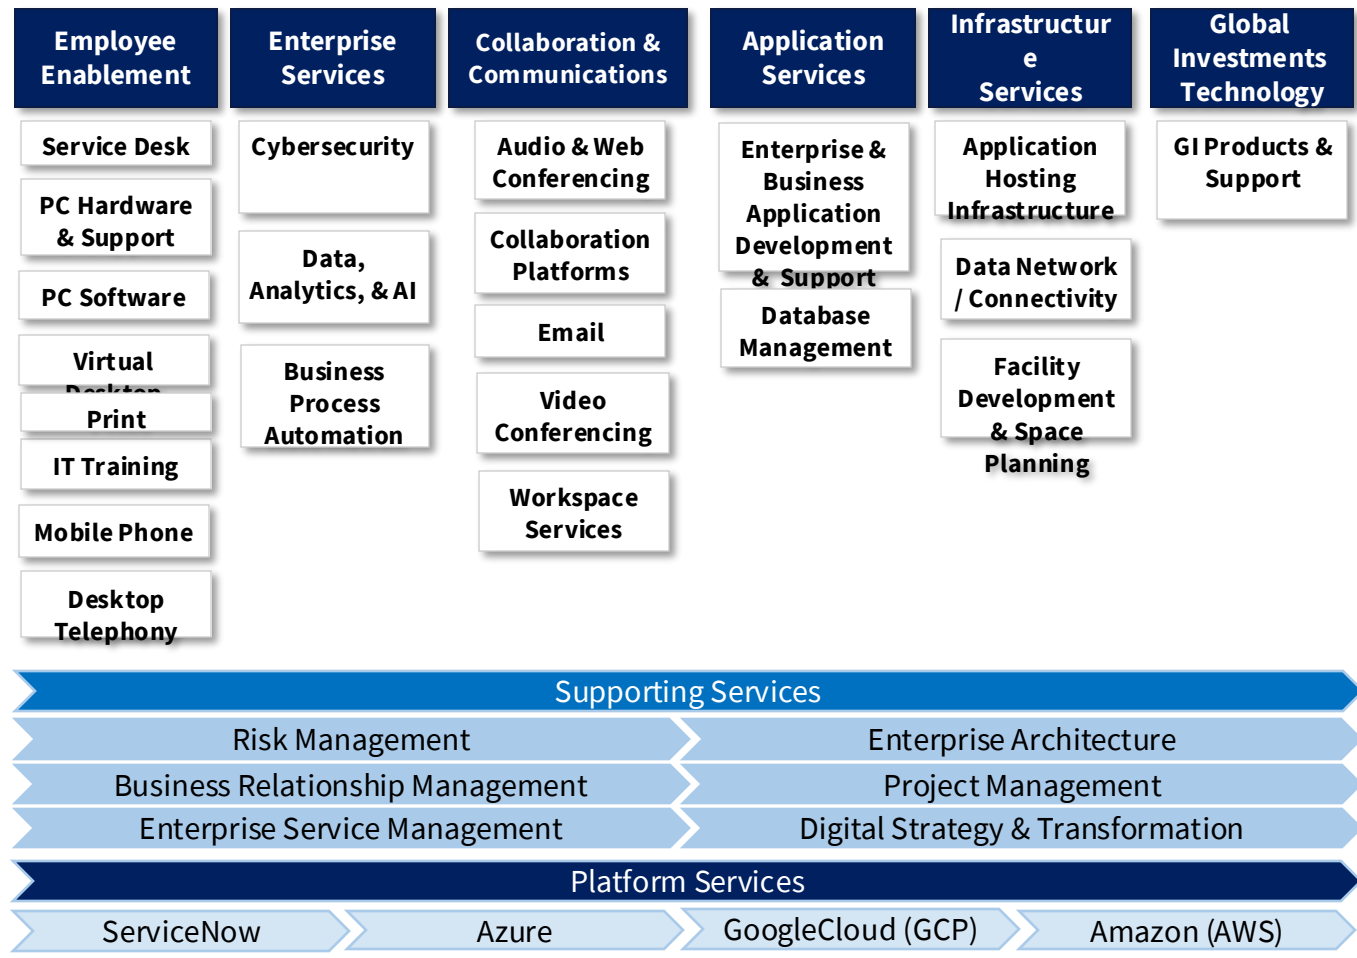 Employee
Enablement
Service Desk
PC Hardware
& Support
PC Software
Virtual
Desktop
Print
IT Training
Mobile Phone
Desktop
Telephony
Enterprise
Services
Cybersecurity
Data,
Analytics, & AI
Business
Process
Automation
Collaboration &
Communications
Audio & Web
Conferencing
Collaboration
Platforms
Email
Video
Conferencing
Workspace
Services
Application
Services
Enterprise &
Business
Application
Development
& Support
Database
Management
Infrastructur
e
Services
Application
Hosting
Infrastructure
Data Network
/ Connectivity
Facility
Development
& Space
Planning
Global
Investments
Technology
GI Products &
Support
Supporting Services
Risk Management
Enterprise Architecture
Business Relationship Management
Project Management
Enterprise Service Management
Digital Strategy & Transformation
Platform Services
ServiceNow
Azure
GoogleCloud (GCP)
Amazon (AWS)